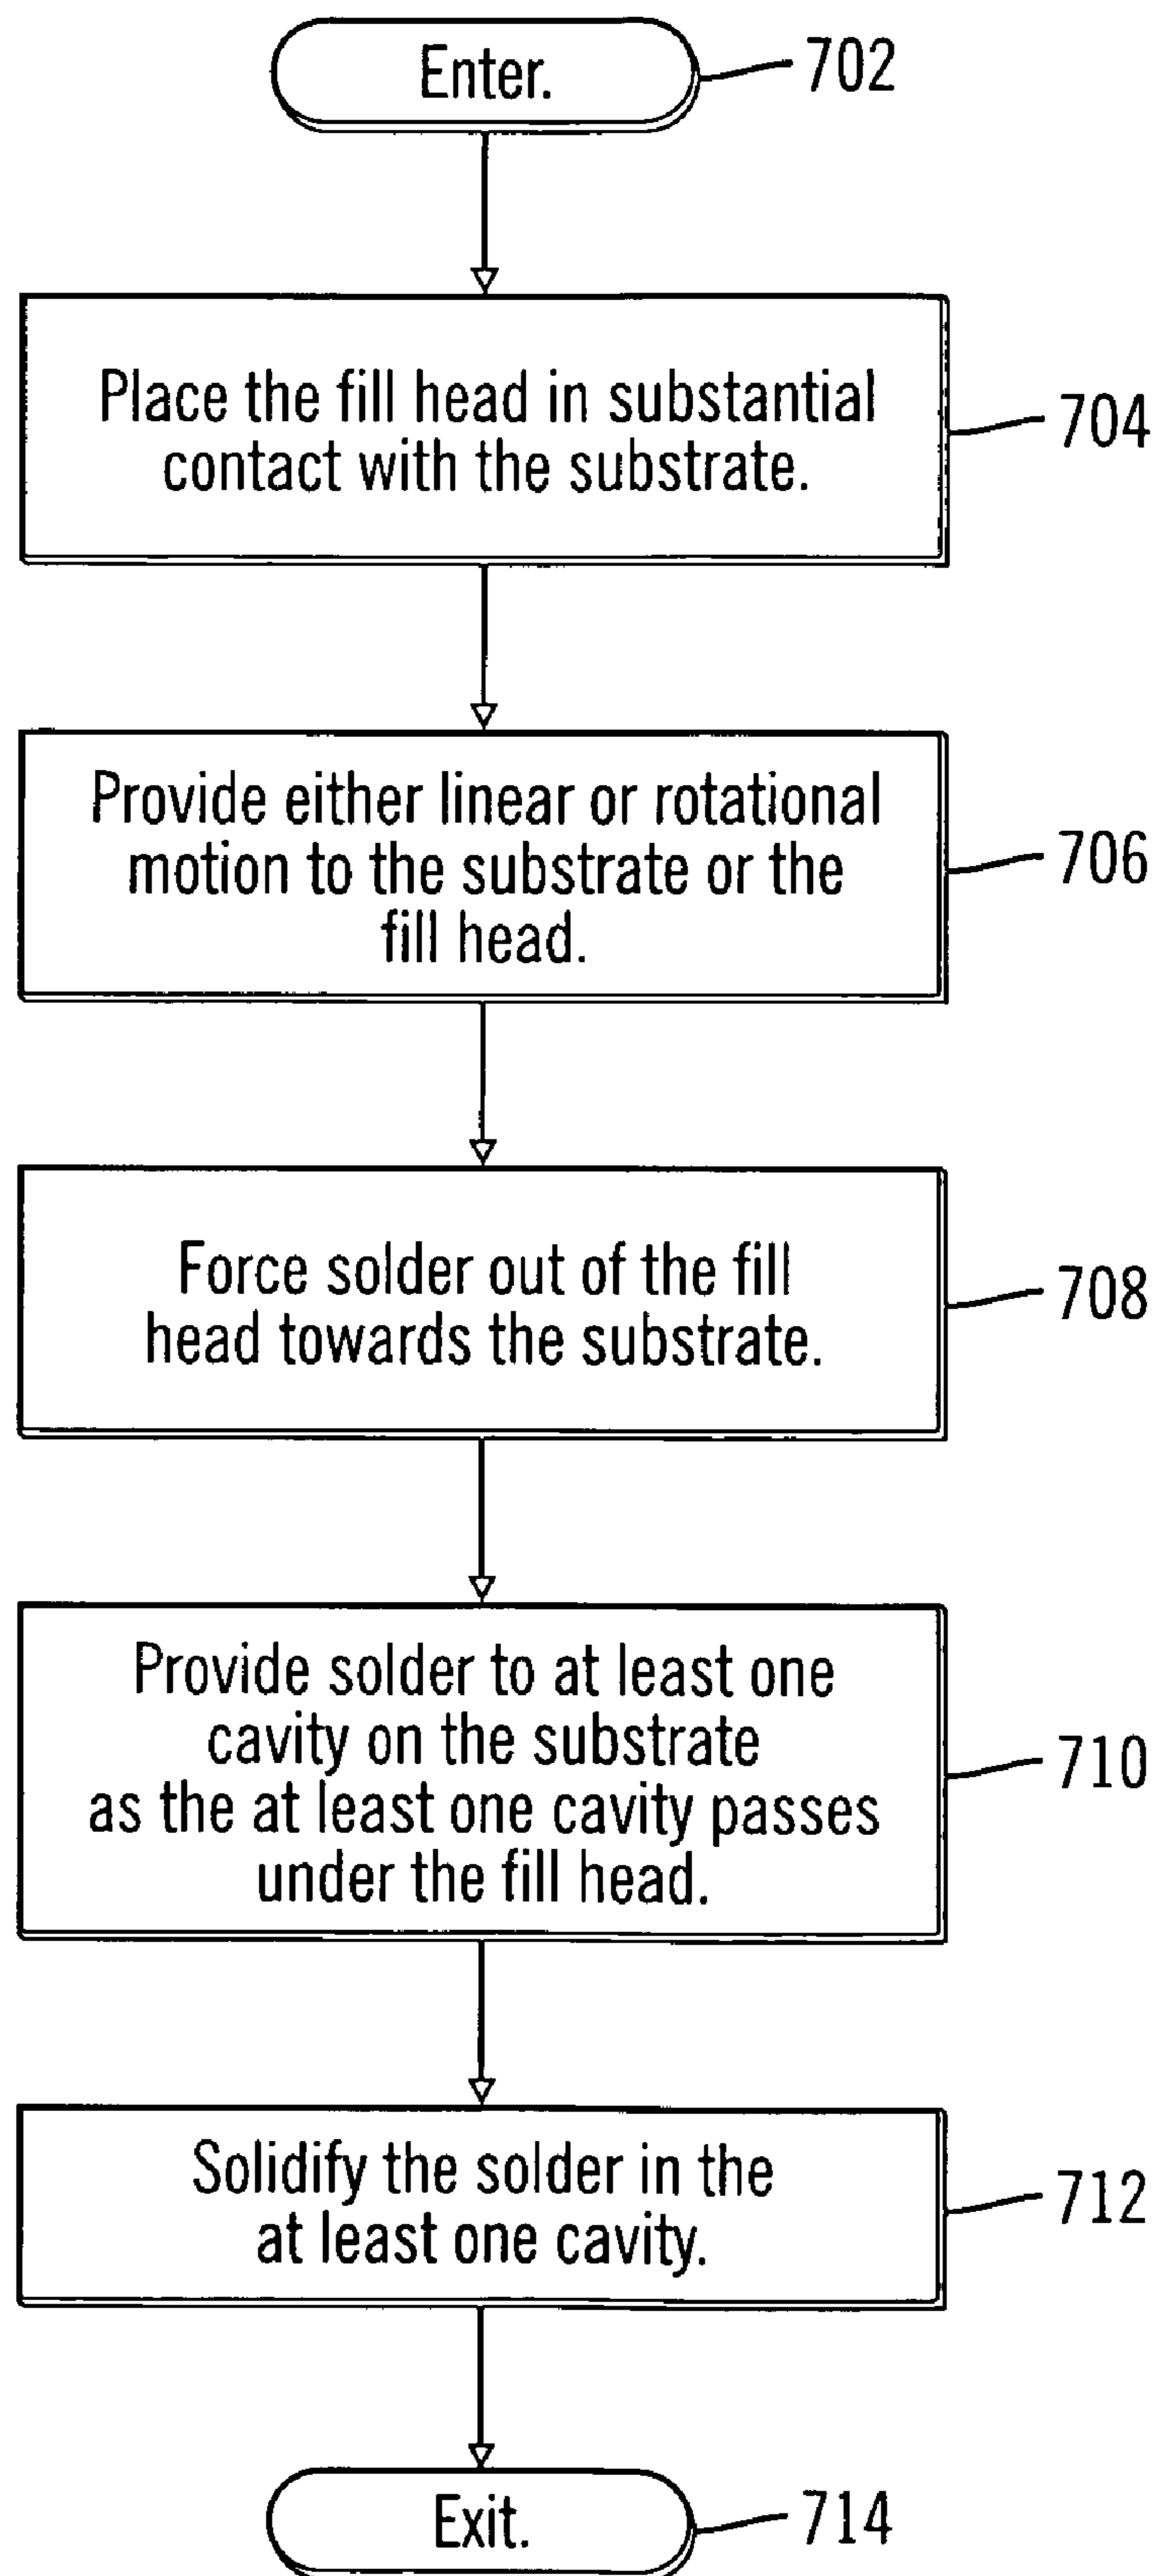 Enter.
702
Place the fill head in substantial
contact with the substrate.
704
Provide either linear or rotational
motion to the substrate or the
fill head.
706
Force solder out of the fill
head towards the substrate.
708
Provide solder to at least one
cavity on the substrate
as the at least one cavity passes
under the fill head.
710
Solidify the solder in the
at least one cavity.
712
Exit.
714